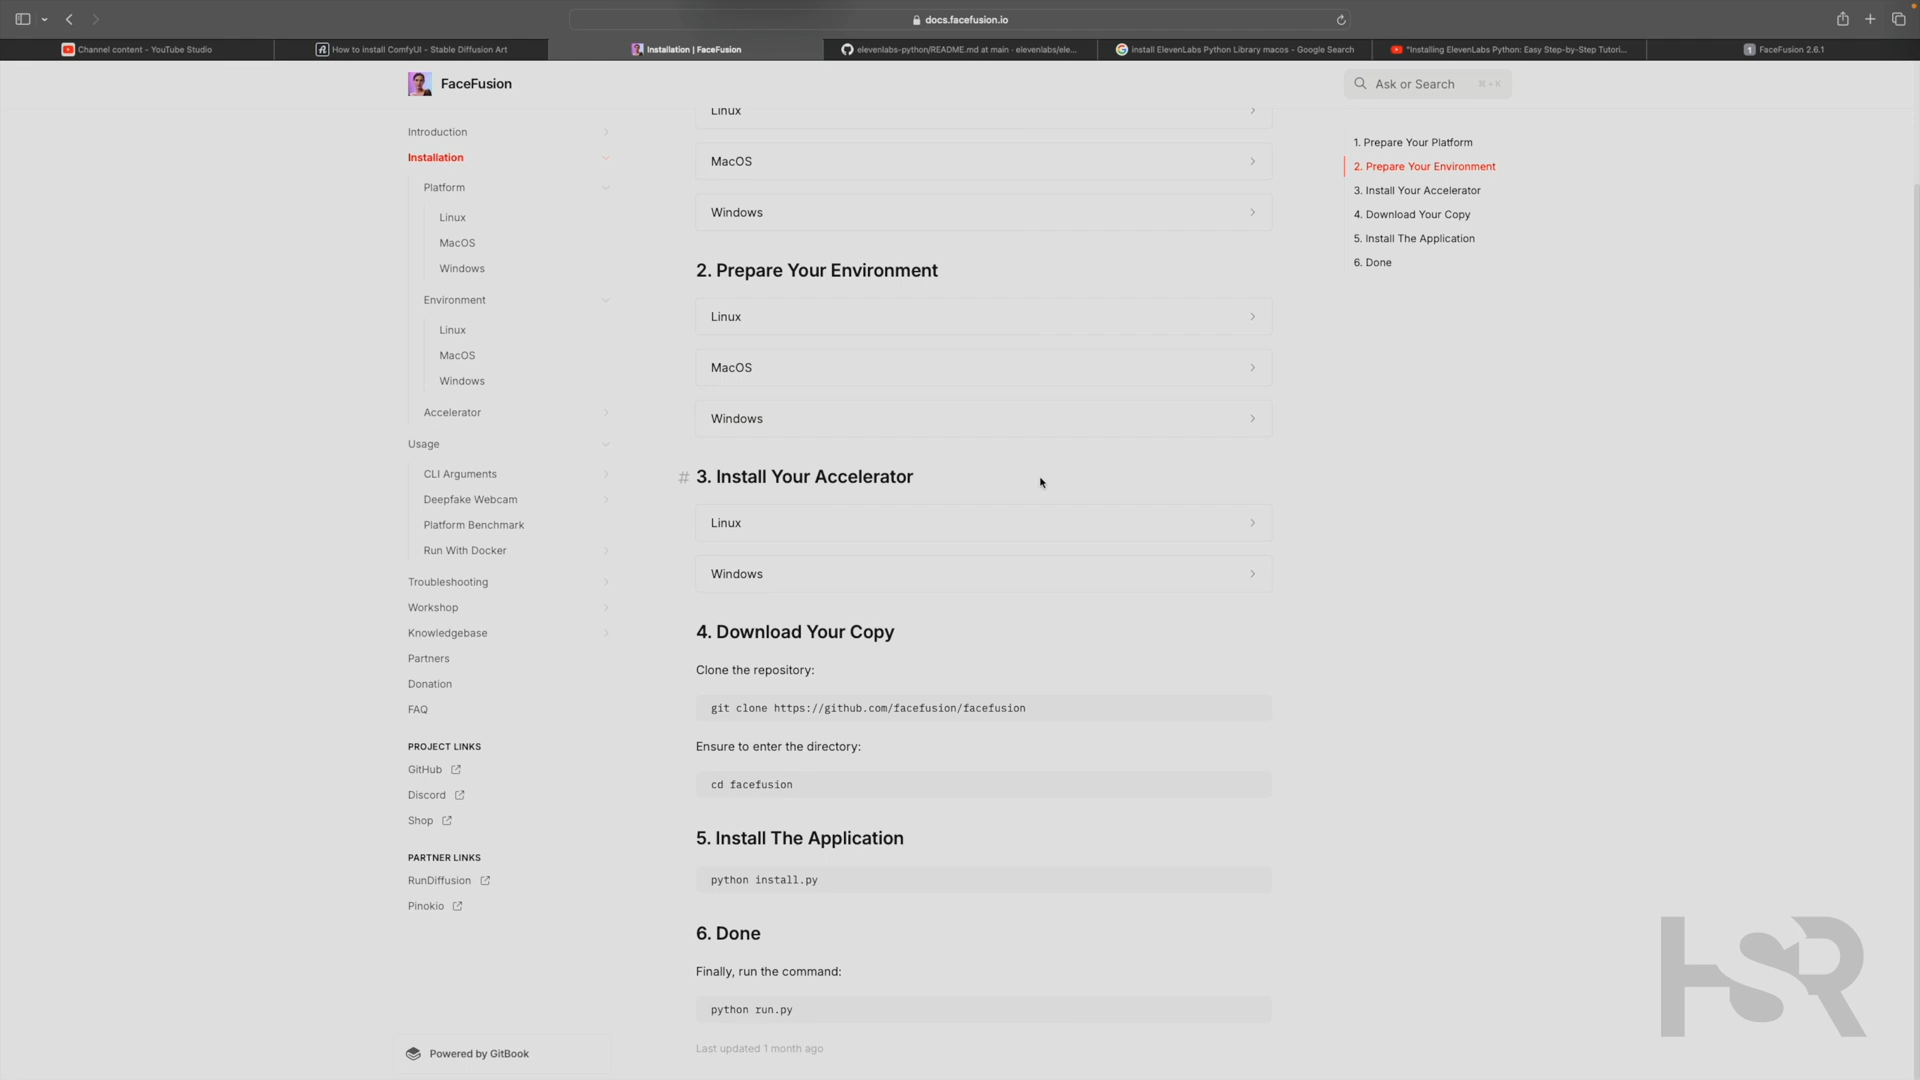 docs.facefusion.io
Channel content - YouTube Studio
How to install ComfyUI - Stable Diffusion Art
Installation | FaceFusion
elevenlabs-python/README.md at main · elevenlabs/ele...
install ElevenLabs Python Library macos - Google Search
"Installing ElevenLabs Python: Easy Step-by-Step Tutori...
1 FaceFusion 2.6.1
FaceFusion
Ask or Search ⌘+K
Introduction
Installation
Platform
Linux
MacOS
Windows
Environment
Linux
MacOS
Windows
Accelerator
Usage
CLI Arguments
Deepfake Webcam
Platform Benchmark
Run With Docker
Troubleshooting
Workshop
Knowledgebase
Partners
Donation
FAQ
PROJECT LINKS
GitHub
Discord
Shop
PARTNER LINKS
RunDiffusion
Pinokio
Powered by GitBook
Linux
MacOS
Windows
2. Prepare Your Environment
Linux
MacOS
Windows
# 3. Install Your Accelerator
Linux
Windows
4. Download Your Copy
Clone the repository:
git clone https://github.com/facefusion/facefusion
Ensure to enter the directory:
cd facefusion
5. Install The Application
python install.py
6. Done
Finally, run the command:
python run.py
Last updated 1 month ago
1. Prepare Your Platform
2. Prepare Your Environment
3. Install Your Accelerator
4. Download Your Copy
5. Install The Application
6. Done
HSR